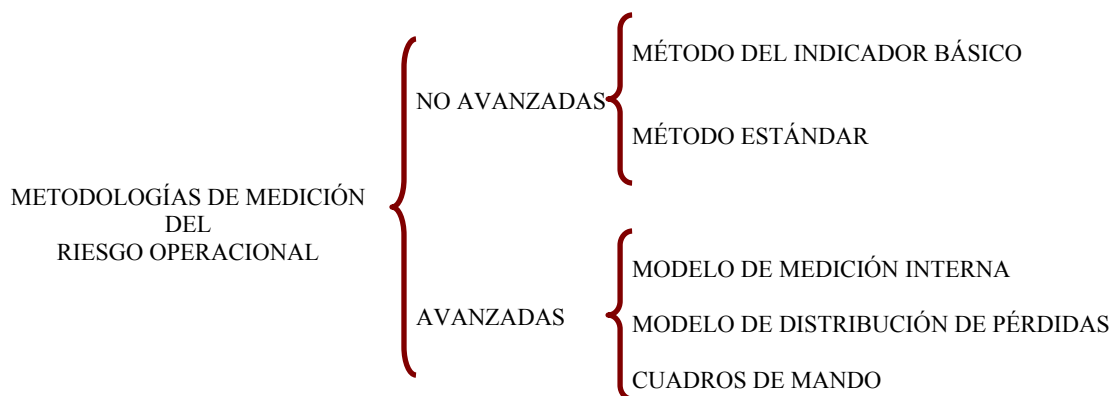 METODOLOGÍAS DE MEDICIÓN
DEL
RIESGO OPERACIONAL
NO AVANZADAS
MÉTODO DEL INDICADOR BÁSICO
MÉTODO ESTÁNDAR
AVANZADAS
MODELO DE MEDICIÓN INTERNA
MODELO DE DISTRIBUCIÓN DE PÉRDIDAS
CUADROS DE MANDO